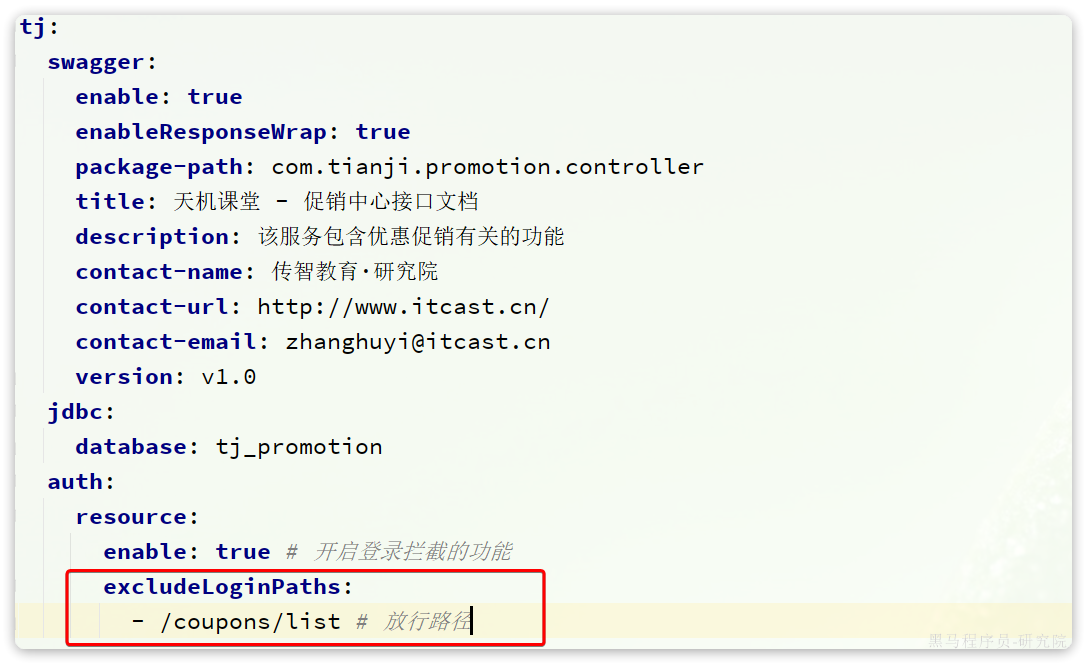 tj:
  swagger:
    enable: true
    enableResponseWrap: true
    package-path: com.tianji.promotion.controller
    title: 天机课堂 - 促销中心接口文档
    description: 该服务包含优惠促销有关的功能
    contact-name: 传智教育·研究院
    contact-url: http://www.itcast.cn/
    contact-email: zhanghuyi@itcast.cn
    version: v1.0
  jdbc:
    database: tj_promotion
  auth:
    resource:
      enable: true # 开启登录拦截的功能
      excludeLoginPaths:
        - /coupons/list # 放行路径
黑马程序员-研究院